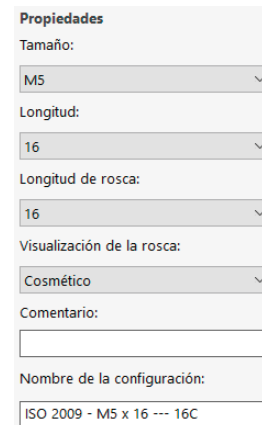 Propiedades
Tamaño:
M5
Longitud:
16
Longitud de rosca:
16
Visualización de la rosca:
Cosmético
Comentario:
Nombre de la configuración:
ISO 2009 - M5 x 16 --- 16C